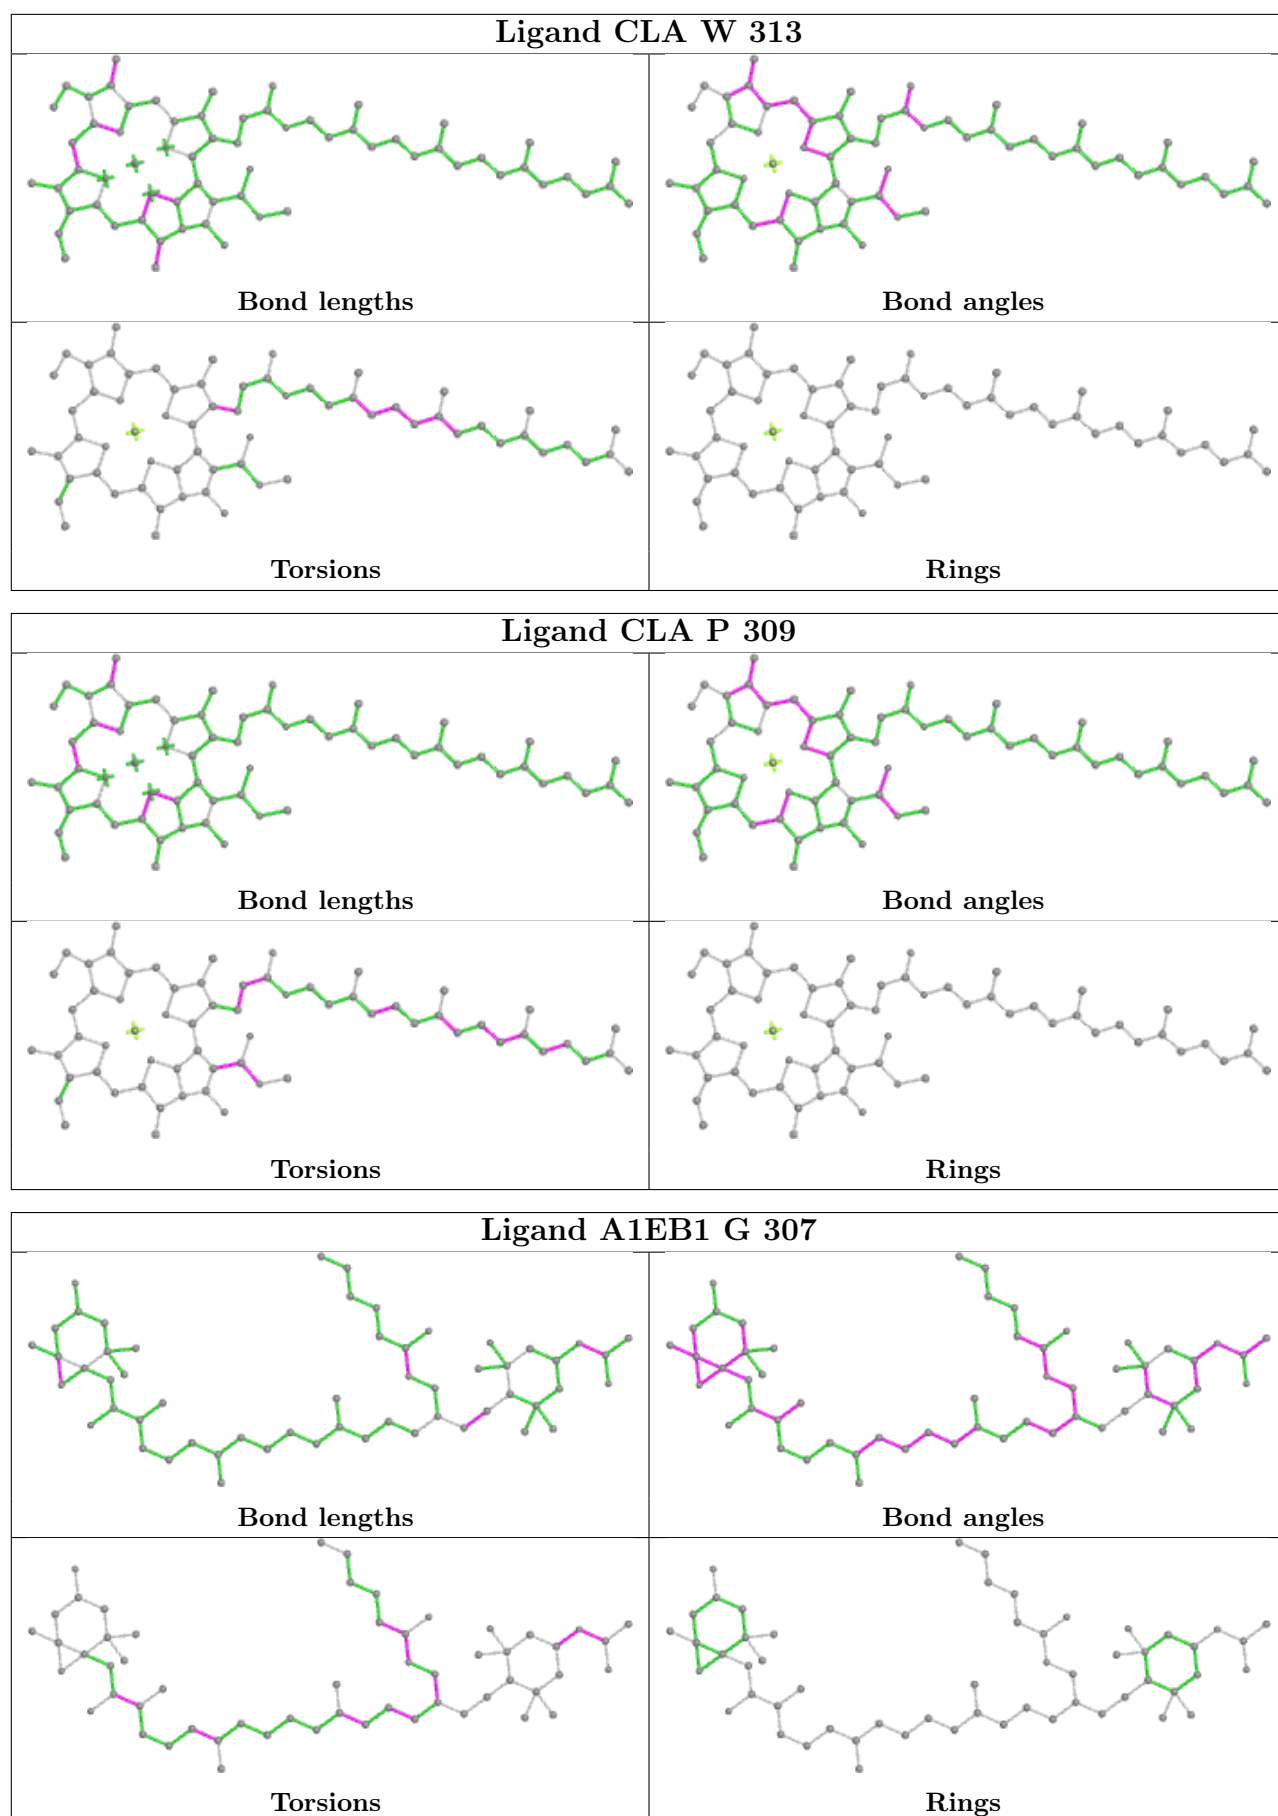 Ligand CLA W 313
Bond lengths
Bond angles
Torsions
Rings
Ligand CLA P 309
Bond lengths
Bond angles
Torsions
Rings
Ligand A1EB1 G 307
Bond lengths
Bond angles
Torsions
Rings